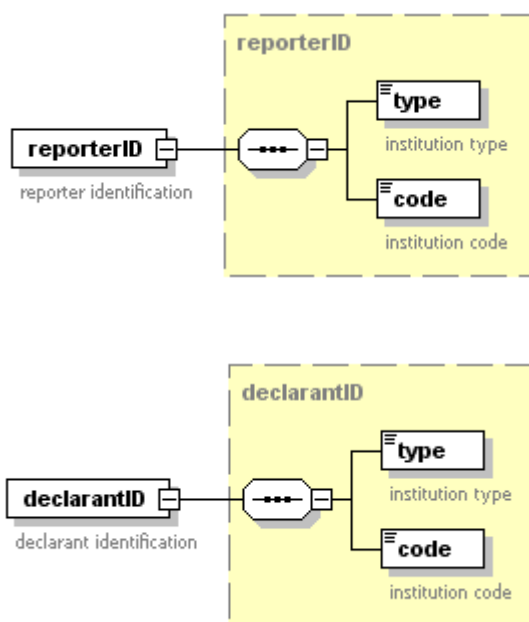 reporterID
type
reporterID
institution type
reporter identification
code
institution code
declarantID
type
declarantID
institution type
declarant identification
code
institution code